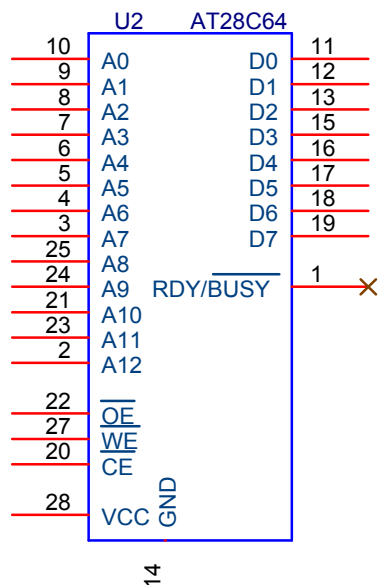 U2 AT28C64
10 A0 D0 11
9 A1 D1 12
8 A2 D2 13
7 A3 D3 15
6 A4 D4 16
5 A5 D5 17
4 A6 D6 18
3 A7 D7 19
25 A8
24 A9 RDY/BUSY 1
21 A10
23 A11
2 A12
22 OE
27 WE
20 CE
28 VCC GND
14